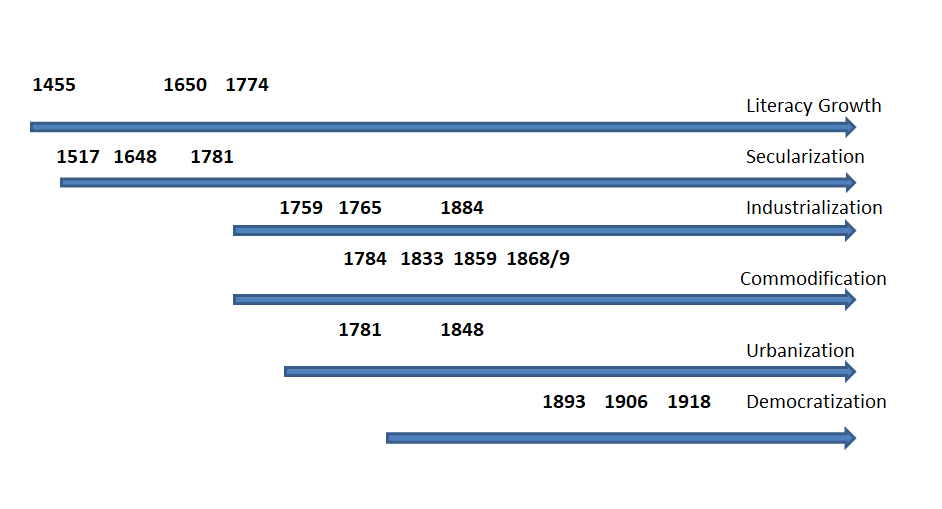 1455 1650 1774
Literacy Growth
1517 1648 1781 Secularization
1759 1765 1884 Industrialization
1784 1833 1859 1868/9
Commodification
1781 1848
Urbanization
1893 1906 1918 Democratization